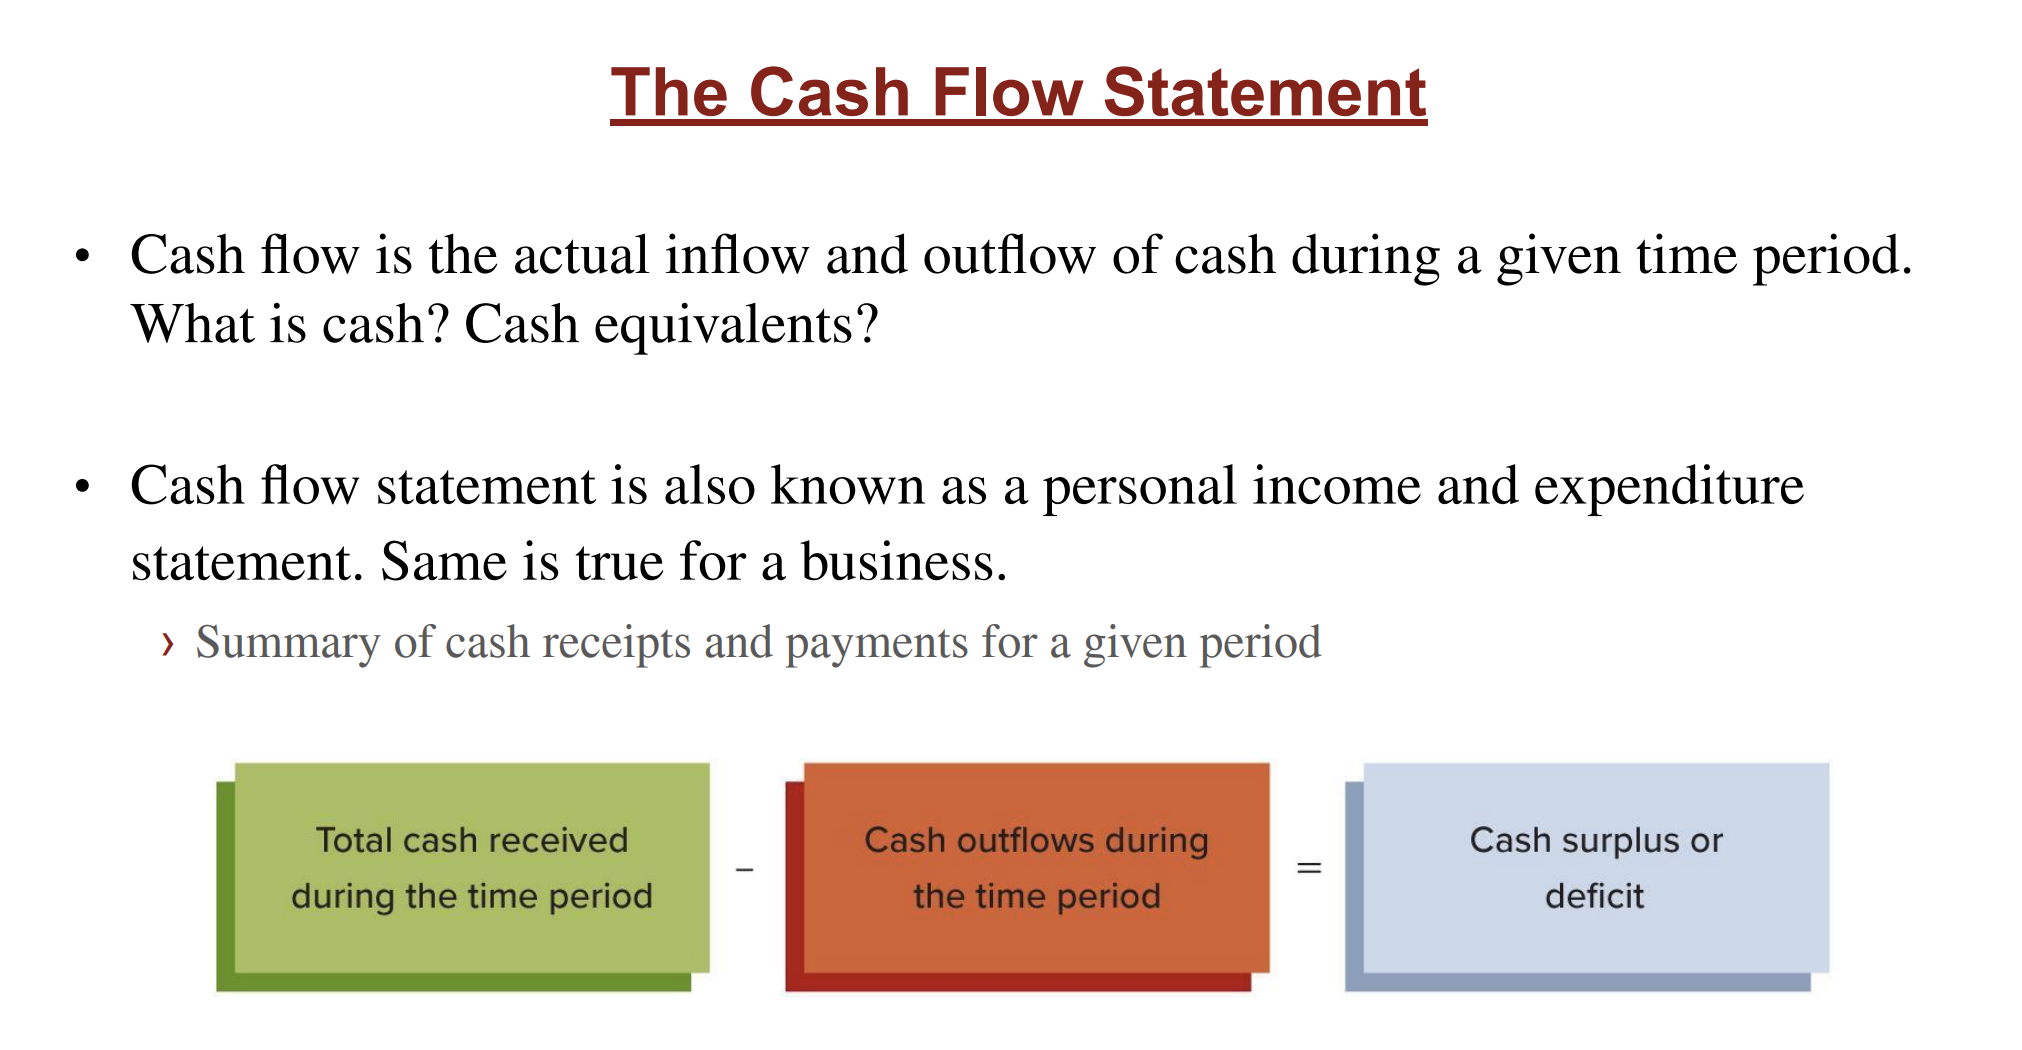 The Cash Flow Statement
• Cash flow is the actual inflow and outflow of cash during a given time period.
What is cash? Cash equivalents?
• Cash flow statement is also known as a personal income and expenditure
statement. Same is true for a business.
› Summary of cash receipts and payments for a given period
Total cash received
during the time period
–
Cash outflows during
the time period
=
Cash surplus or
deficit